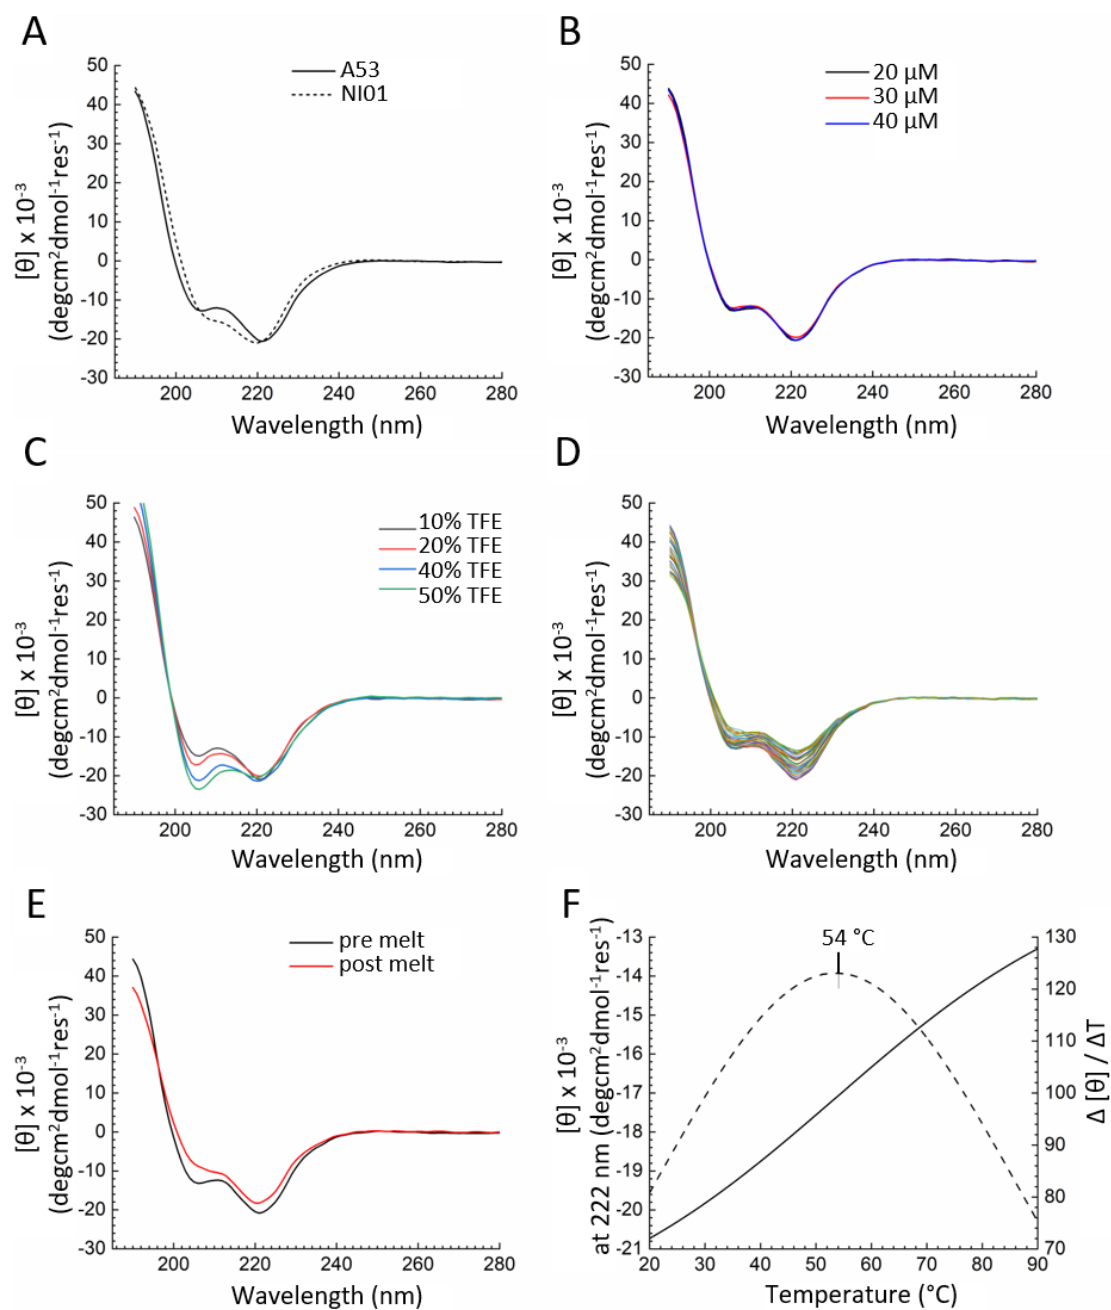 A
50
40
30
20
10
0
-10
-20
-30
200
220
240
260
280
A53
NI01
[θ] x 10⁻³
(degcm²dmol⁻¹res⁻¹)
Wavelength (nm)
B
50
40
30
20
10
0
-10
-20
-30
200
220
240
260
280
20 μM
30 μM
40 μM
[θ] x 10⁻³
(degcm²dmol⁻¹res⁻¹)
Wavelength (nm)
C
50
40
30
20
10
0
-10
-20
-30
200
220
240
260
280
10% TFE
20% TFE
40% TFE
50% TFE
[θ] x 10⁻³
(degcm²dmol⁻¹res⁻¹)
Wavelength (nm)
D
50
40
30
20
10
0
-10
-20
-30
200
220
240
260
280
[θ] x 10⁻³
(degcm²dmol⁻¹res⁻¹)
Wavelength (nm)
E
50
40
30
20
10
0
-10
-20
-30
200
220
240
260
280
pre melt
post melt
[θ] x 10⁻³
(degcm²dmol⁻¹res⁻¹)
Wavelength (nm)
F
-13
-14
-15
-16
-17
-18
-19
-20
-21
20
30
40
50
60
70
80
90
130
120
110
100
90
80
70
54 °C
[θ] x 10⁻³
at 222 nm (degcm²dmol⁻¹res⁻¹)
Δ [θ] / ΔT
Temperature (°C)